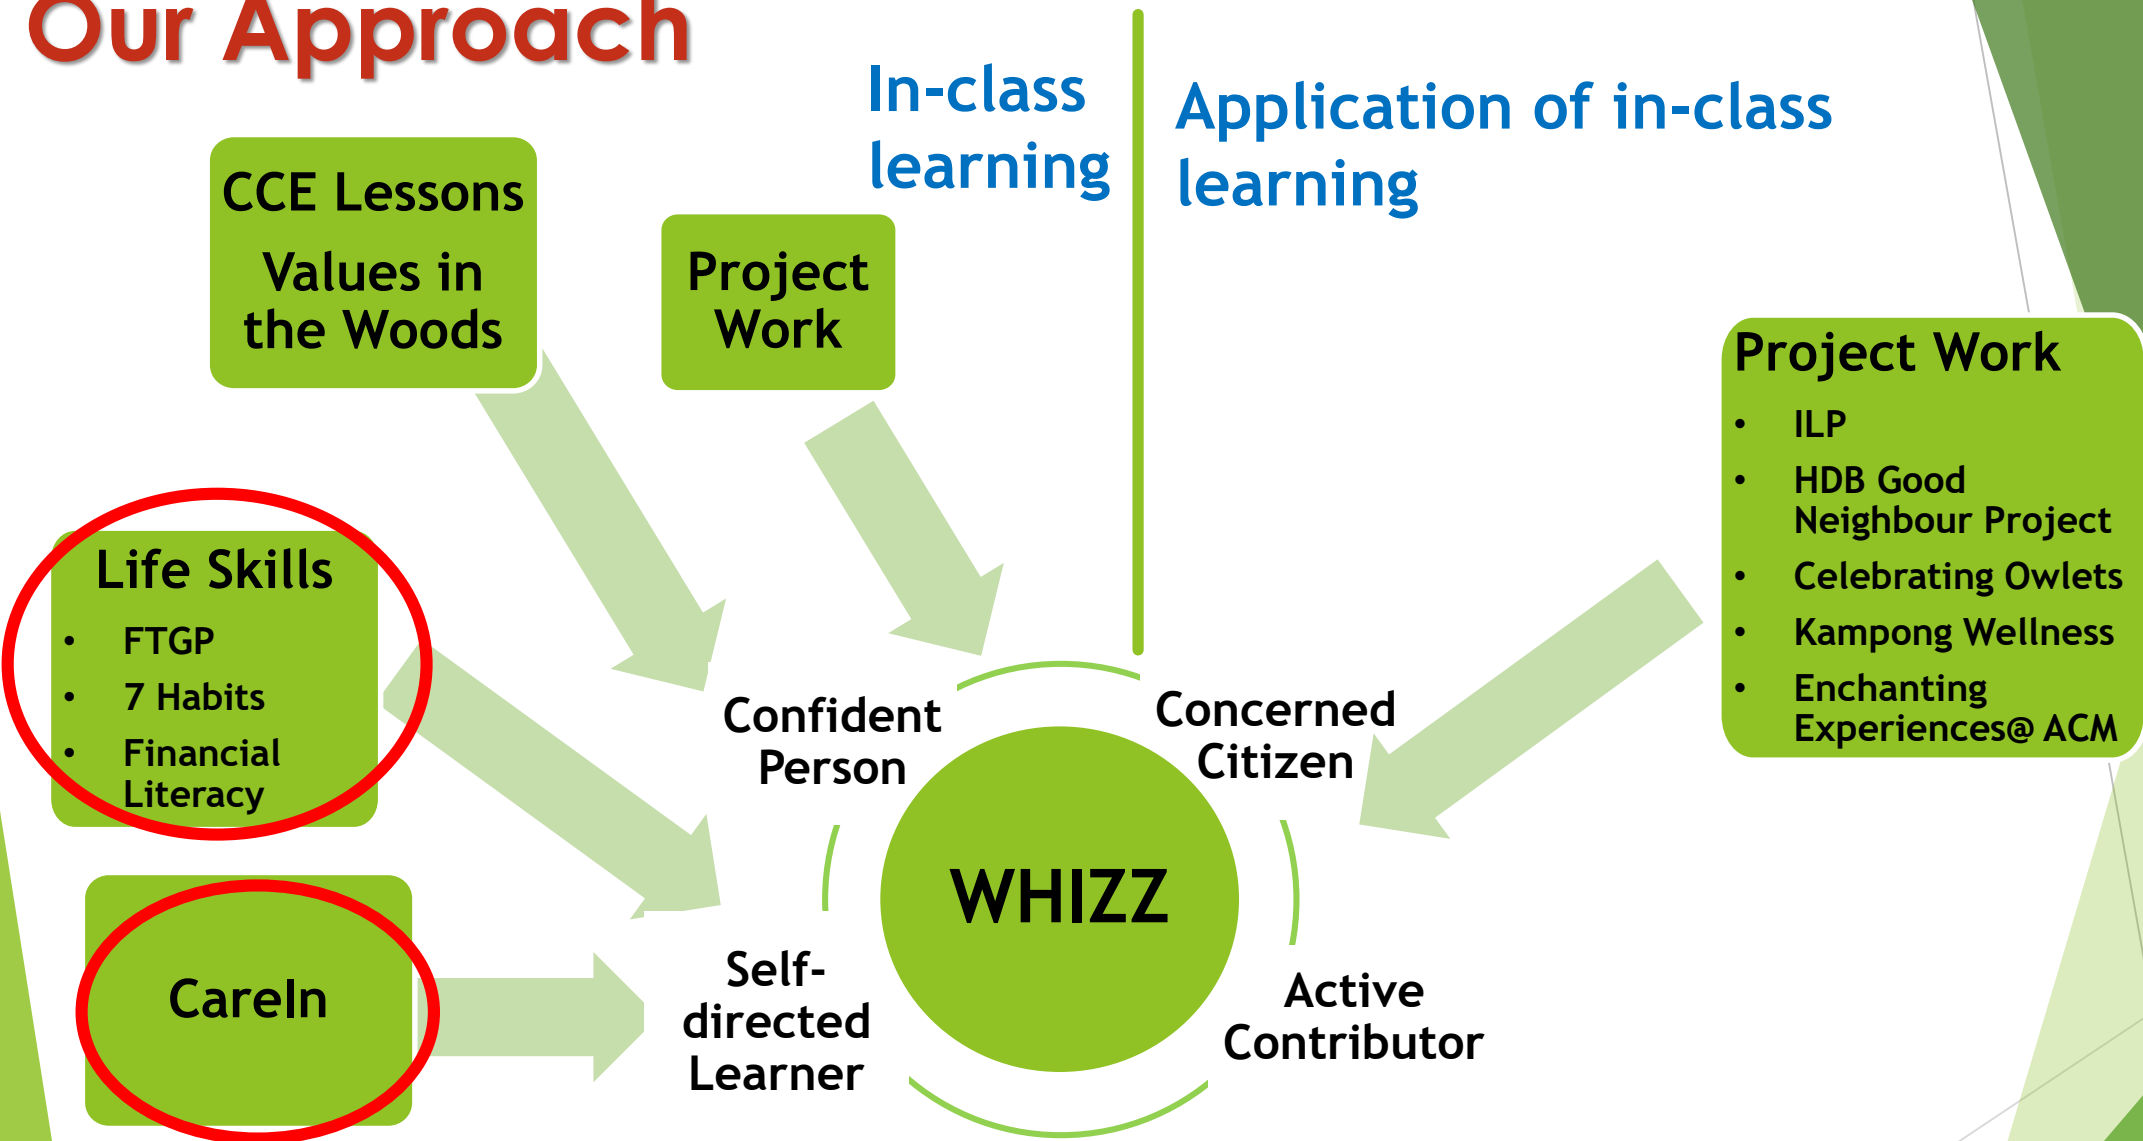 Our Approach
In-class
learning
Application of in-class
learning
CCE Lessons
Values in
the Woods
Project
Work
Project Work
• ILP
• HDB Good
Neighbour Project
• Celebrating Owlets
• Kampong Wellness
• Enchanting
Experiences@ ACM
Life Skills
• FTGP
• 7 Habits
• Financial
Literacy
CareIn
Confident
Person
Concerned
Citizen
WHIZZ
Self-
directed
Learner
Active
Contributor